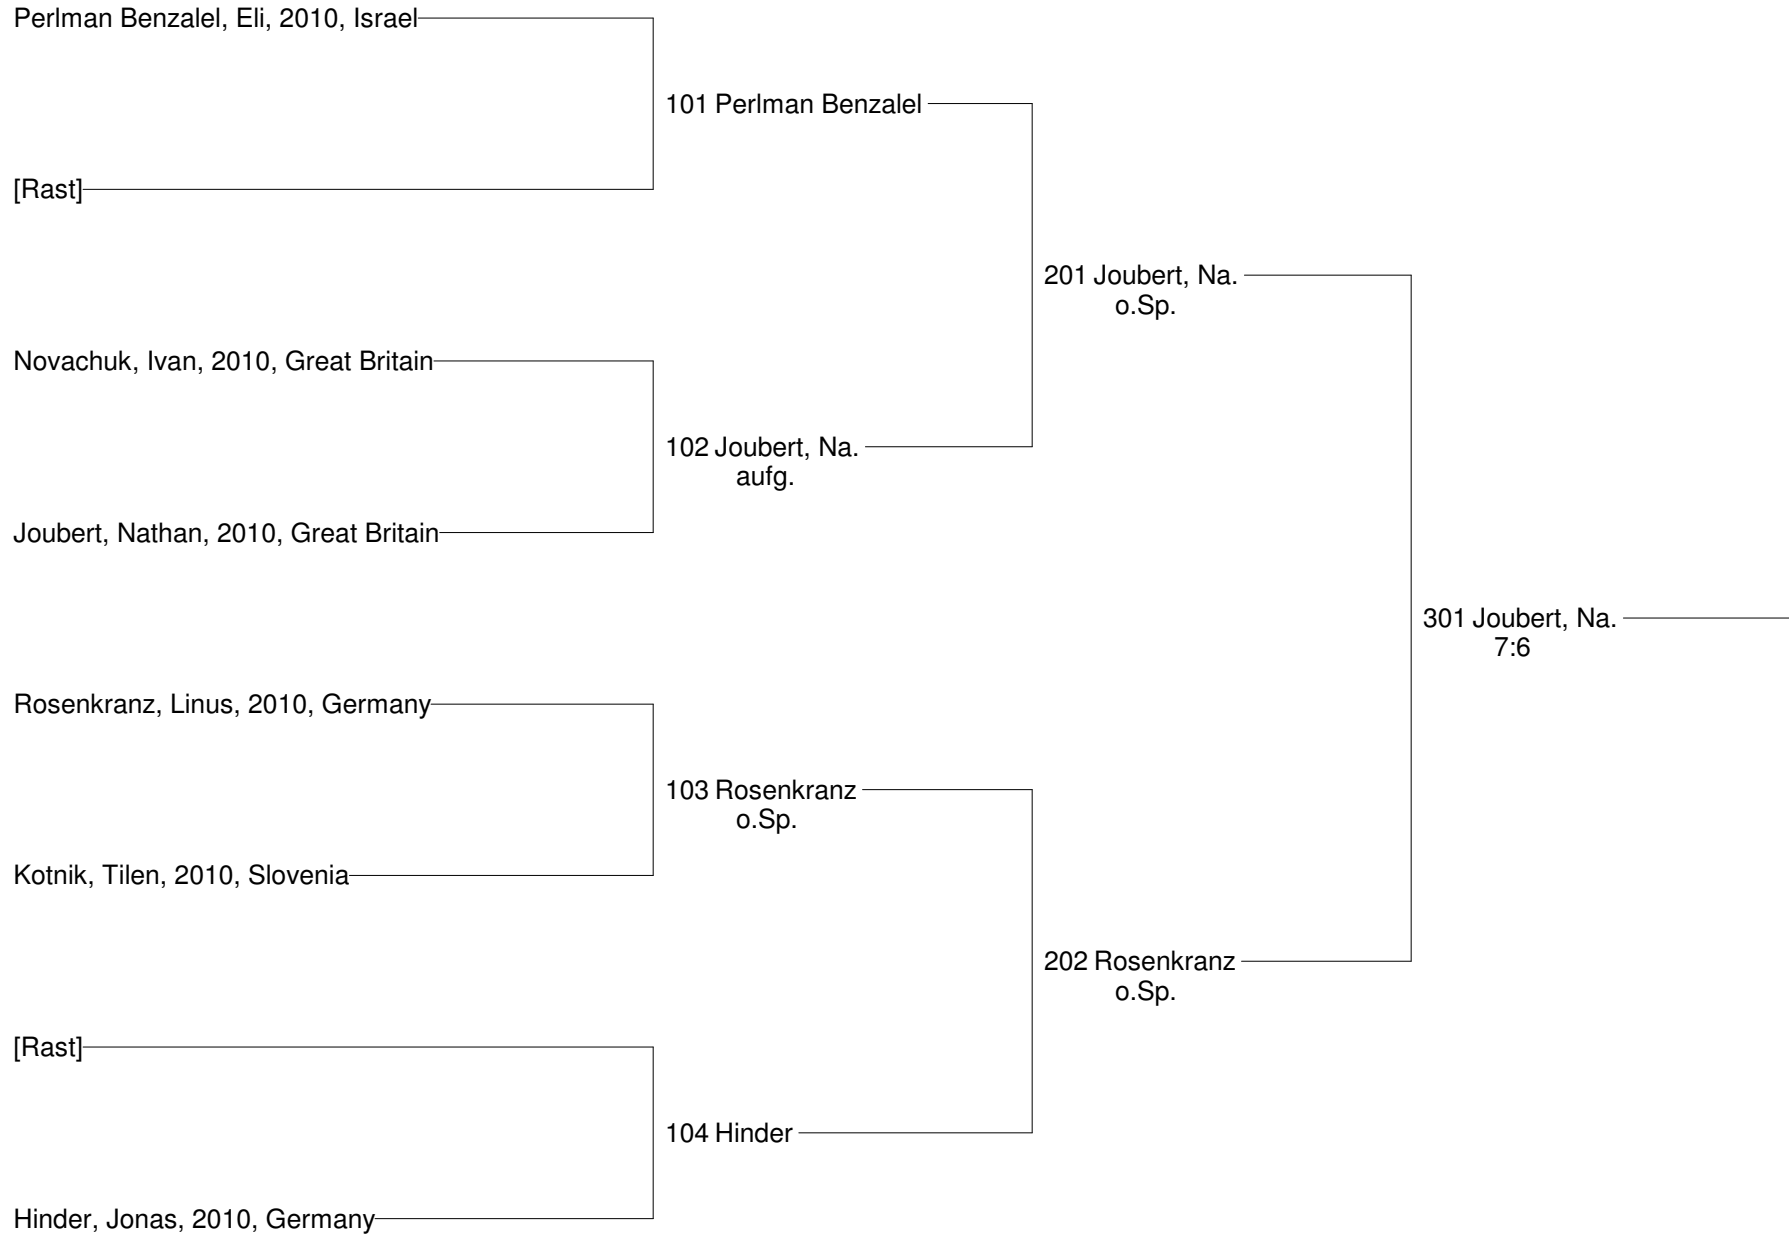 Perlman Benzalel, Eli, 2010, Israel
101 Perlman Benzalel
[Rast]
201 Joubert, Na.
o.Sp.
Novachuk, Ivan, 2010, Great Britain
102 Joubert, Na.
aufg.
Joubert, Nathan, 2010, Great Britain
301 Joubert, Na.
7:6
Rosenkranz, Linus, 2010, Germany
103 Rosenkranz
o.Sp.
Kotnik, Tilen, 2010, Slovenia
202 Rosenkranz
o.Sp.
[Rast]
104 Hinder
Hinder, Jonas, 2010, Germany